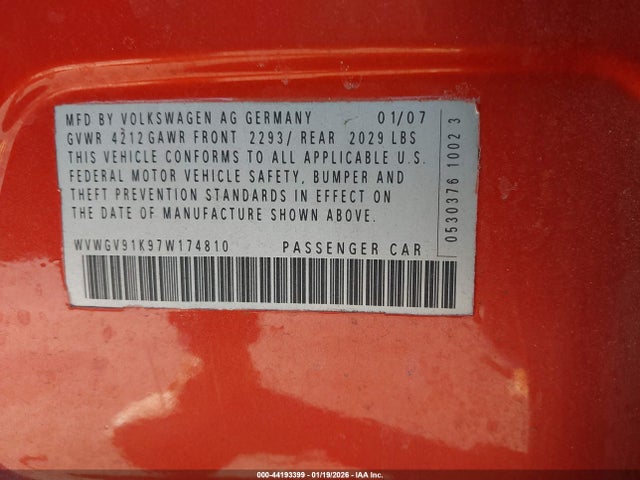 MFD BY VOLKSWAGEN AG GERMANY 01/07
GVWR 4212 GAWR FRONT 2293/ REAR 2029 LBS
THIS VEHICLE CONFORMS TO ALL APPLICABLE U.S.
FEDERAL MOTOR VEHICLE SAFETY, BUMPER AND
THEFT PREVENTION STANDARDS IN EFFECT ON
THE DATE OF MANUFACTURE SHOWN ABOVE.
WVWGV91K97W174810 PASSENGER CAR
0530376 1002 3
000-44193399 - 01/19/2026 - IAA Inc.